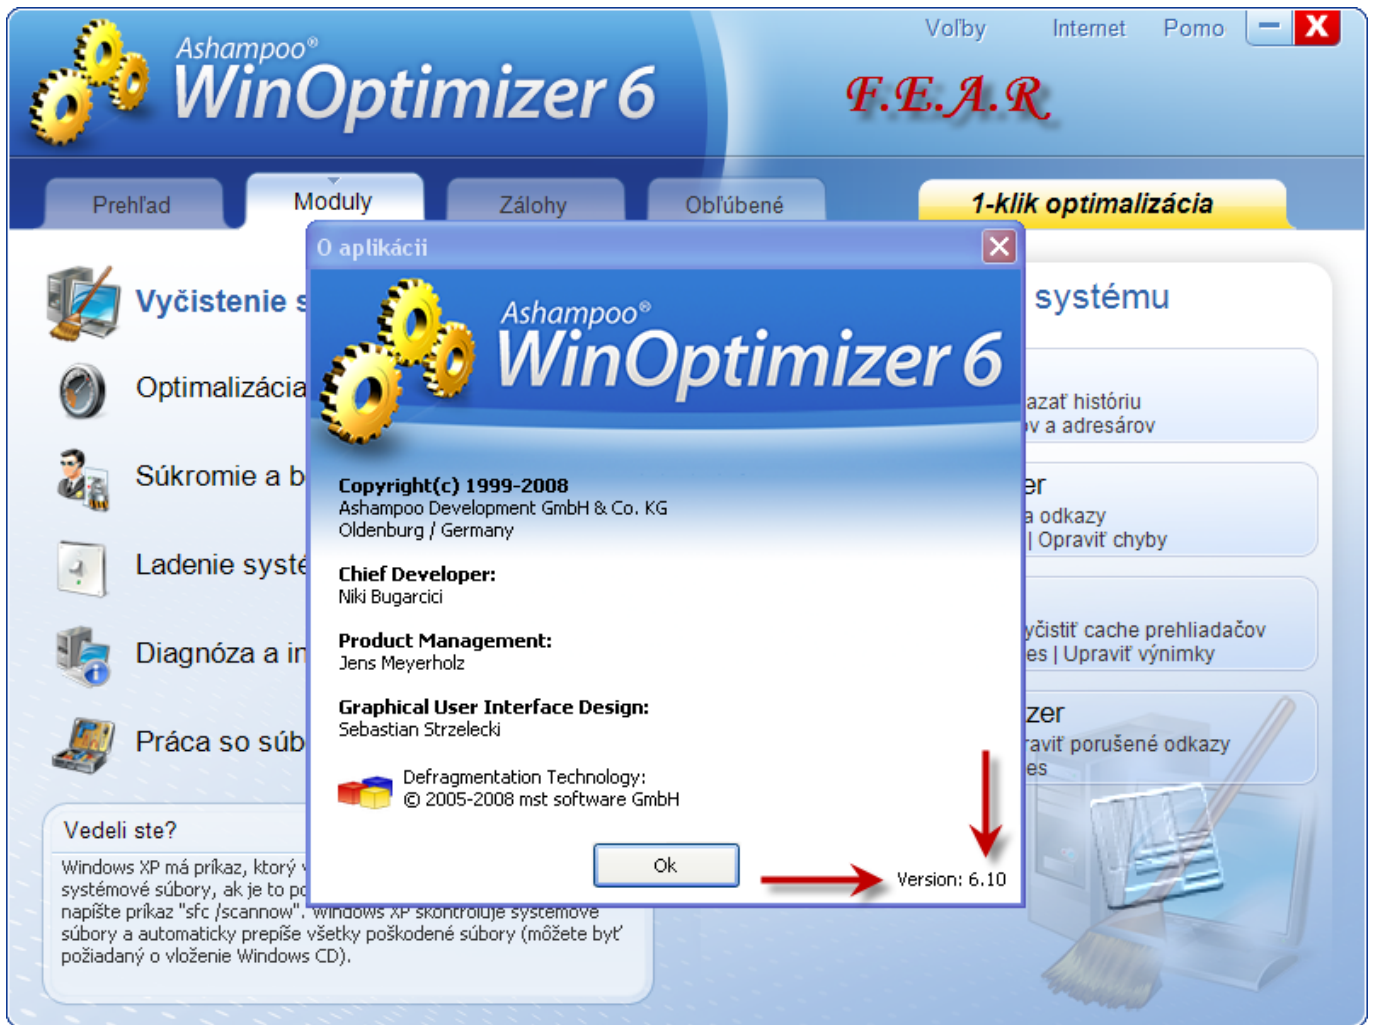 Voľby Internet Pomo
Ashampoo®
WinOptimizer 6
F.E.A.R
Prehľad Moduly Zálohy Obľúbené 1-klik optimalizácia
O aplikácii
Vyčistenie s
systému
Optimalizácia
Súkromie a b
Ladenie systé
Diagnóza a in
Práca so súb
Ashampoo®
WinOptimizer 6
Copyright(c) 1999-2008
Ashampoo Development GmbH & Co. KG
Oldenburg / Germany
Chief Developer:
Niki Bugarcici
Product Management:
Jens Meyerholz
Graphical User Interface Design:
Sebastian Strzelecki
Defragmentation Technology:
© 2005-2008 mst software GmbH
Ok
Version: 6.10
azať históriu
ov a adresárov
er
a odkazy
| Opraviť chyby
yčistiť cache prehliadačov
es | Upraviť výnimky
zer
raviť porušené odkazy
es
Vedeli ste?
Windows XP má príkaz, ktorý v
systémové súbory, ak je to po
napíšte príkaz "sfc /scannow". Windows XP skontroluje systémové
súbory a automaticky prepíše všetky poškodené súbory (môžete byť
požiadaný o vloženie Windows CD).